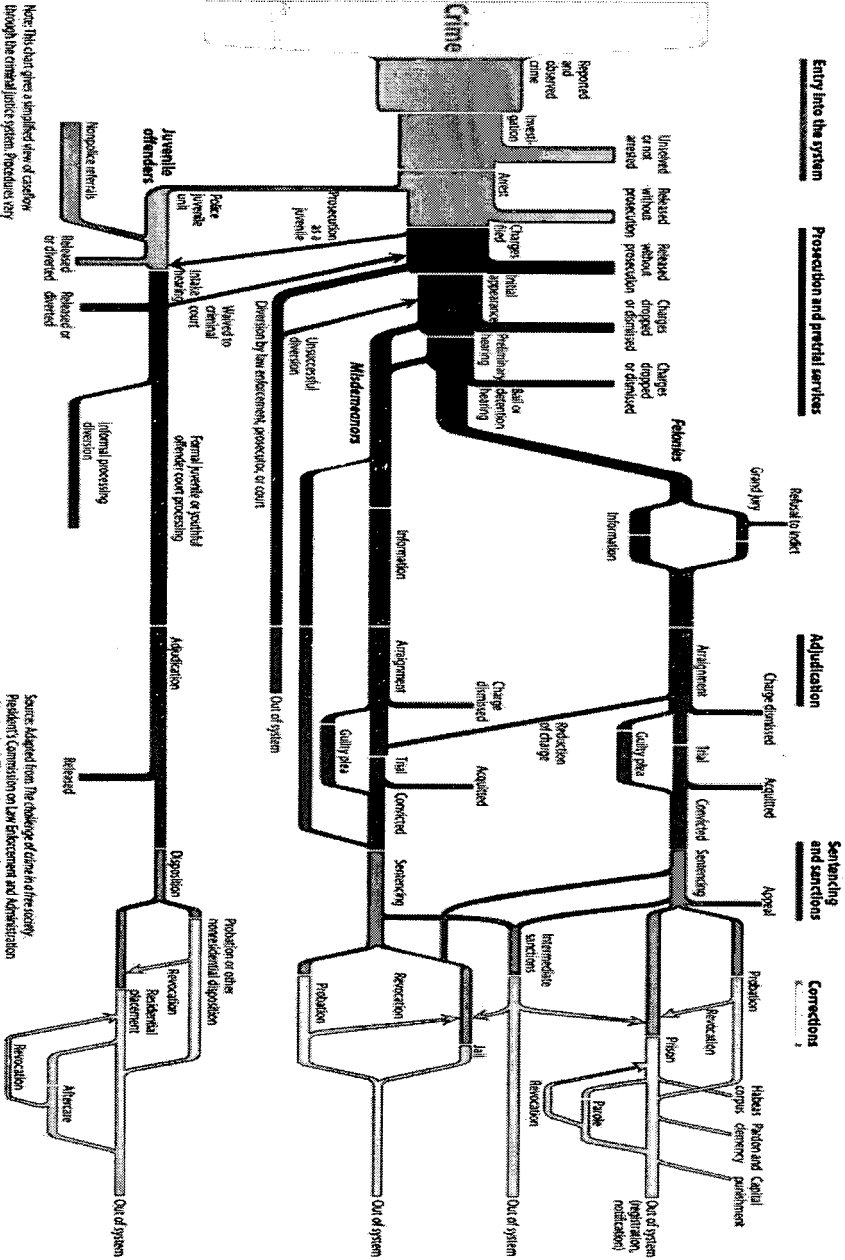 Entry into the system
Prosecution and pretrial services
Adjudication
Sentencing
and sanctions
Corrections
Crime
Reported
and
observed
crime
Investi-
gation
Unsolved
or not
arrested
Arrest
Released
without
prosecution
Charges
filed
Released
without
prosecution
Initial
appearance
Charges
dropped
or dismissed
Preliminary
hearing
Charges
dropped
or dismissed
Bail or
detention
hearing
Felonies
Grand jury
Refusal to indict
Information
Arraignment
Charge dismissed
Trial
Acquitted
Guilty plea
Convicted
Sentencing
Appeal
Probation
Revocation
Prison
Habeas
corpus
Pardon and
clemency
Capital
punishment
Parole
Revocation
Out of system
(registration,
notification)
Reduction
of charge
Intermediate
sanctions
Out of system
Misdemeanors
Information
Arraignment
Charge
dismissed
Trial
Acquitted
Guilty plea
Convicted
Sentencing
Revocation
Jail
Probation
Out of system
Unsuccessful
diversion
Diversion by law enforcement, prosecutor, or court
Out of system
Prosecution
as a
juvenile
Waived to
criminal
court
Juvenile
offenders
Police
juvenile
unit
Nonpolice referrals
Released
or diverted
Intake
hearing
Released or
diverted
Formal juvenile or youthful
offender court processing
informal processing
diversion
Adjudication
Released
Disposition
Probation or other
nonresidential disposition
Revocation
Residential
placement
Aftercare
Revocation
Out of system
Note: This chart gives a simplified view of caseflow
through the criminal justice system. Procedures vary
Source: Adapted from The challenge of crime in a free society.
President's Commission on Law Enforcement and Administration